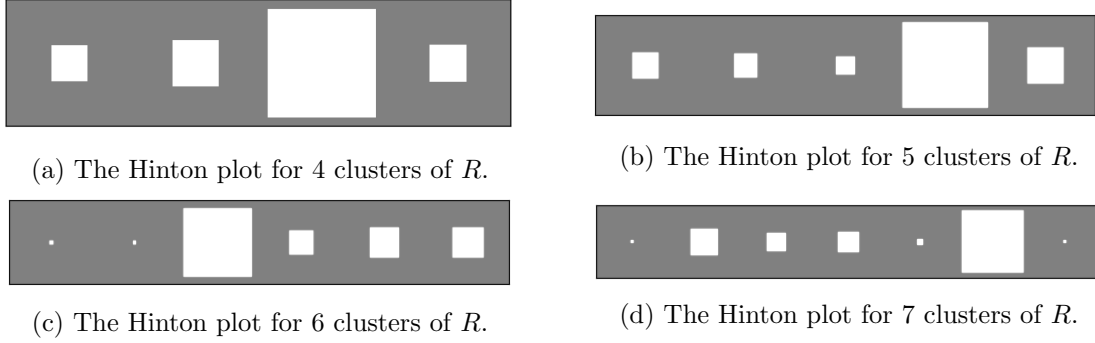 (a) The Hinton plot for 4 clusters of R.
(b) The Hinton plot for 5 clusters of R.
(c) The Hinton plot for 6 clusters of R.
(d) The Hinton plot for 7 clusters of R.